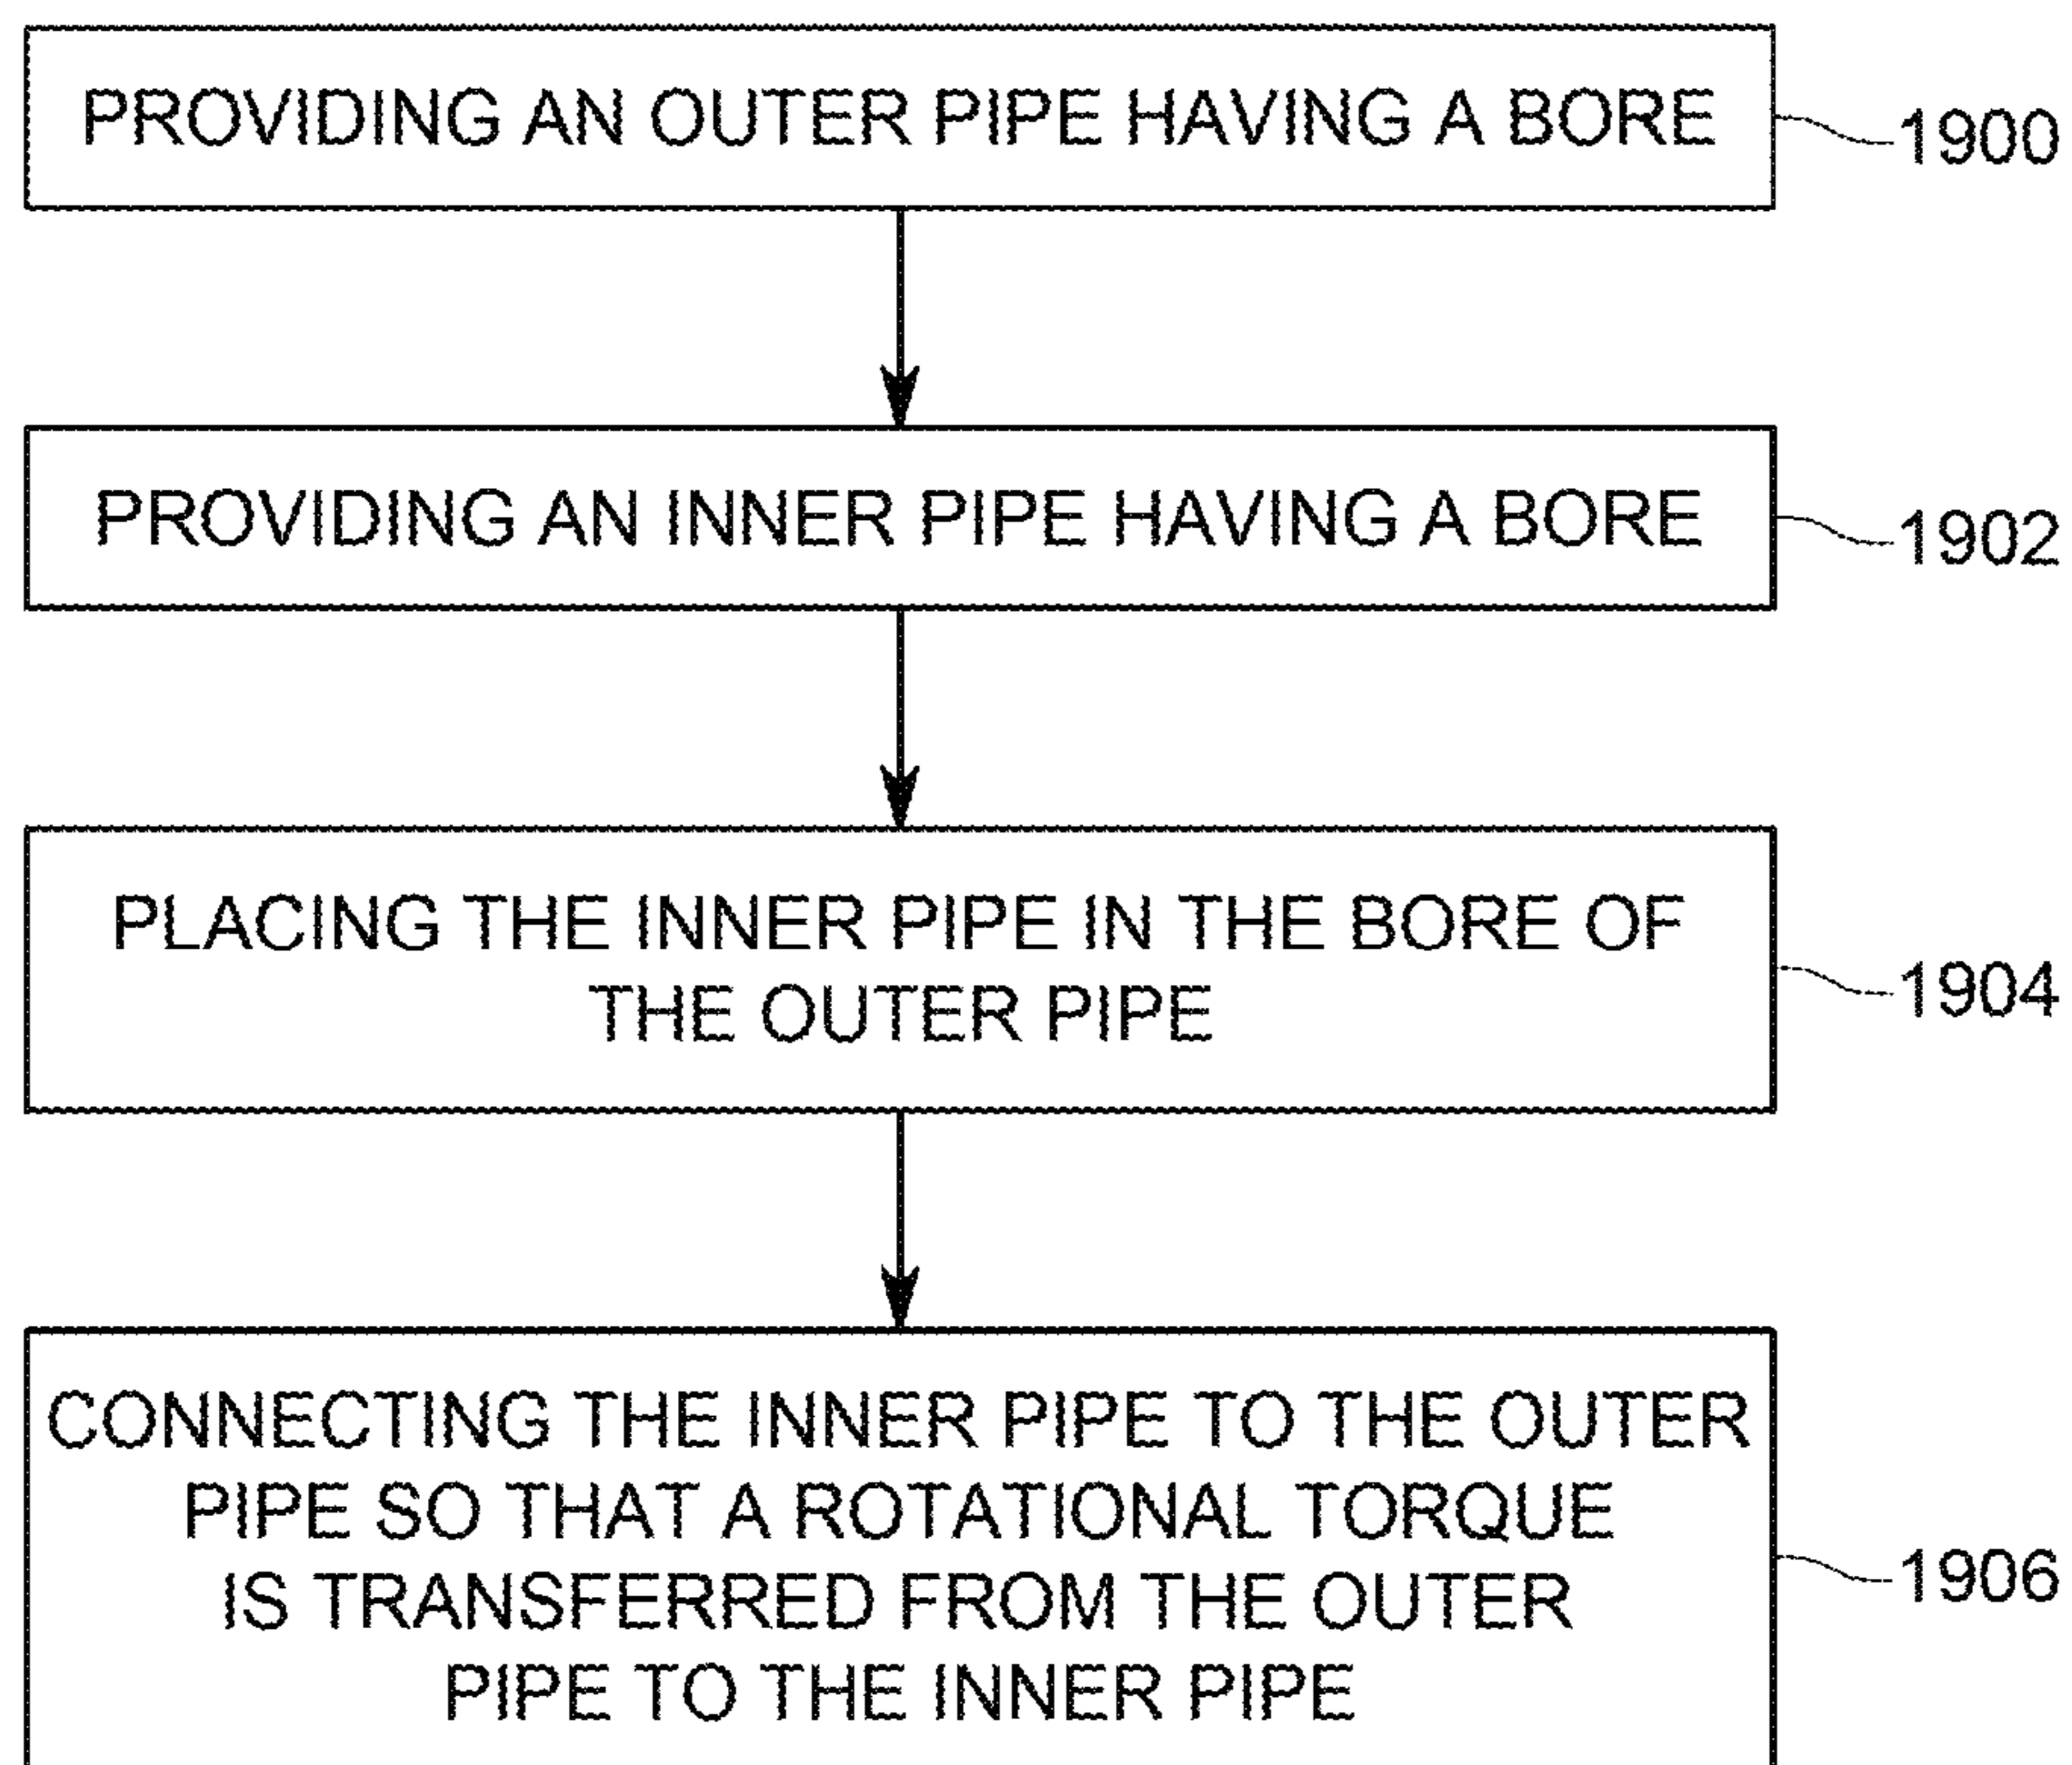 PROVIDING AN OUTER PIPE HAVING A BORE
1900
PROVIDING AN INNER PIPE HAVING A BORE
1902
PLACING THE INNER PIPE IN THE BORE OF
THE OUTER PIPE
1904
CONNECTING THE INNER PIPE TO THE OUTER
PIPE SO THAT A ROTATIONAL TORQUE
IS TRANSFERRED FROM THE OUTER
PIPE TO THE INNER PIPE
1906